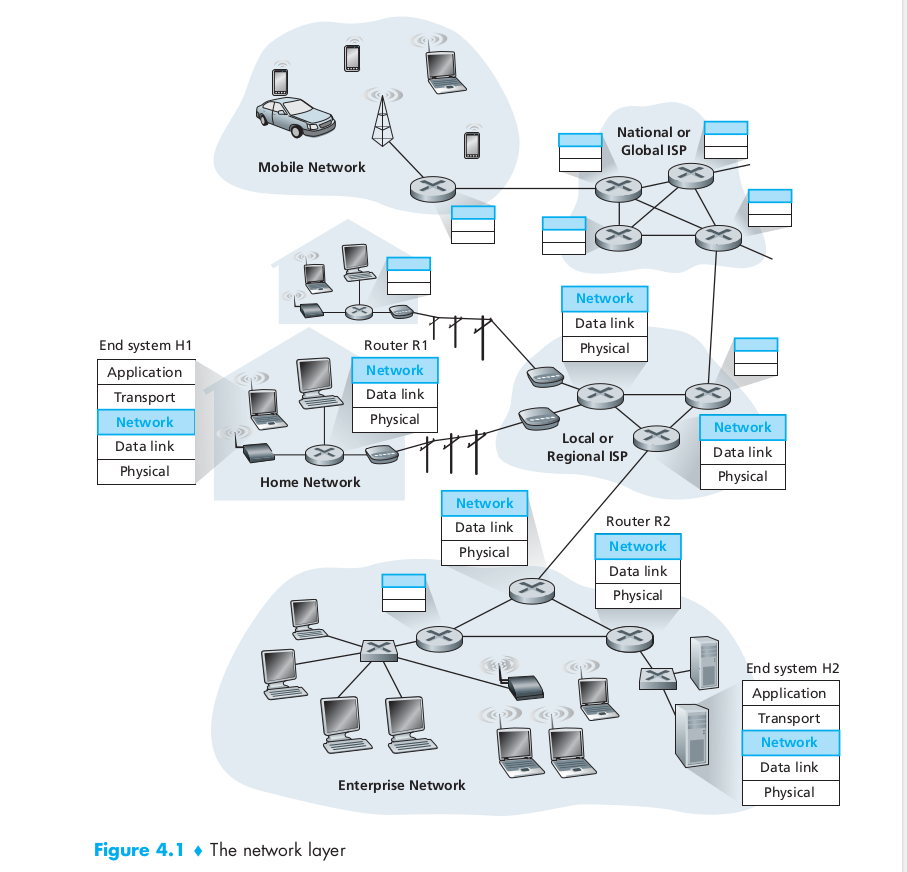 Mobile Network
National or
Global ISP
Network
Data link
Physical
End system H1
Application
Transport
Network
Data link
Physical
Router R1
Network
Data link
Physical
Home Network
Local or
Regional ISP
Network
Data link
Physical
Network
Data link
Physical
Router R2
Network
Data link
Physical
End system H2
Application
Transport
Network
Data link
Physical
Enterprise Network
Figure 4.1 ♦ The network layer